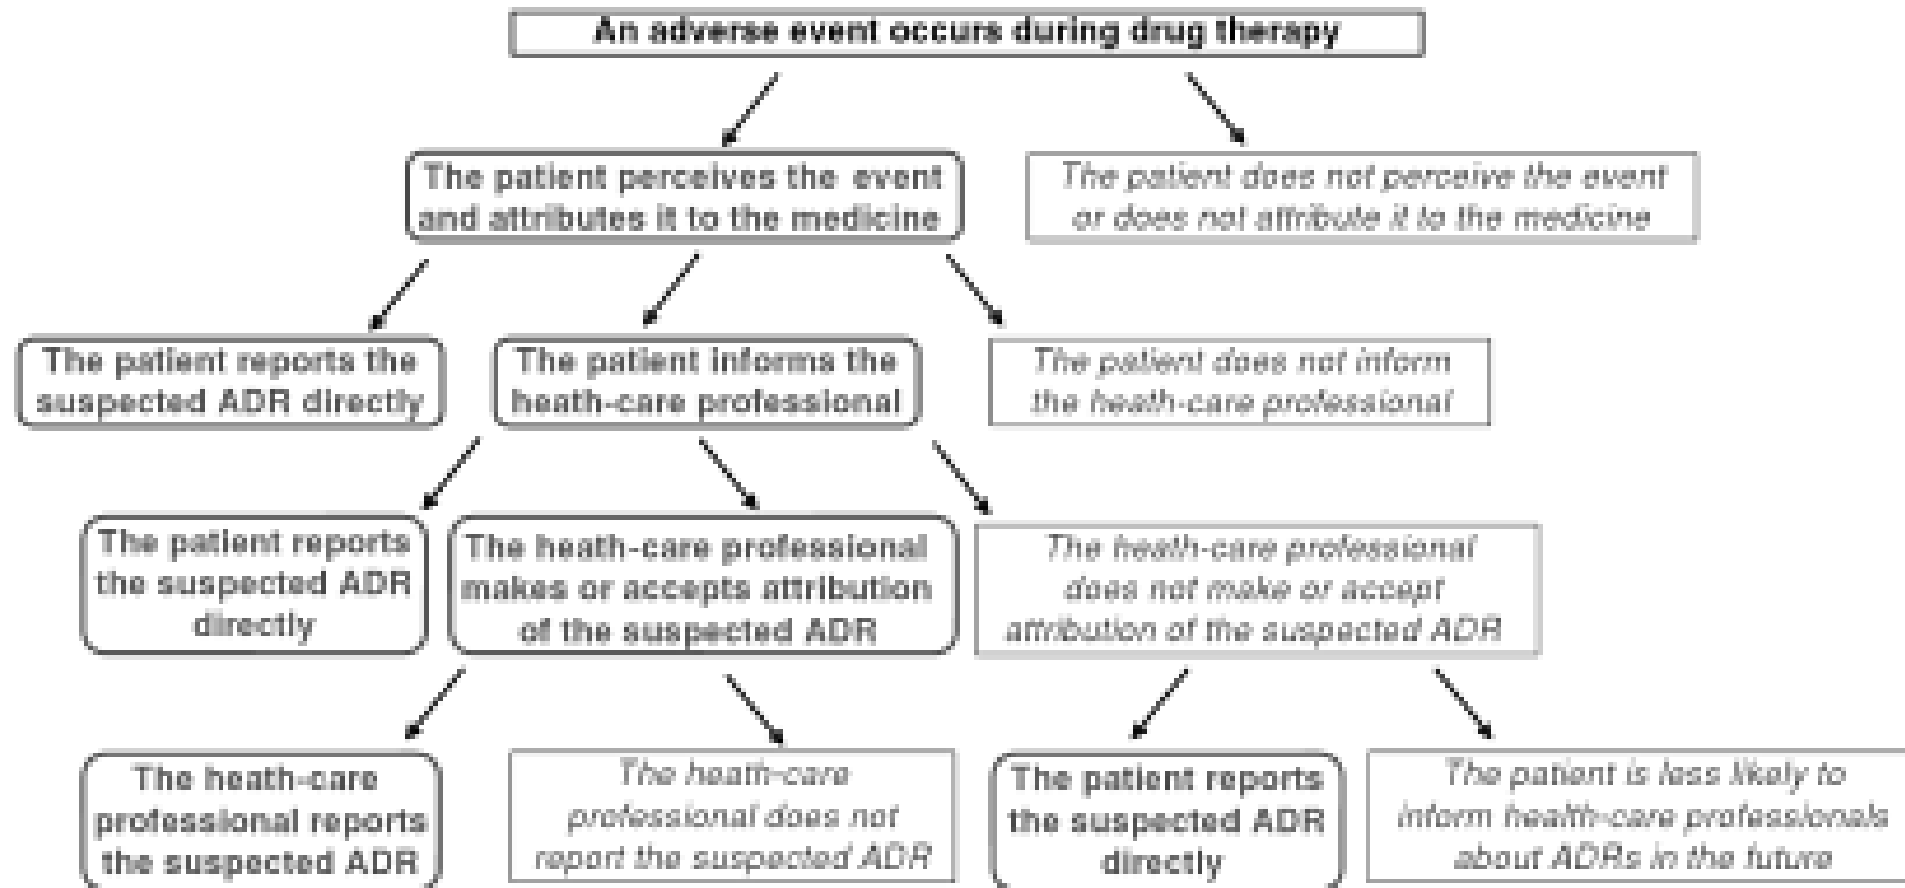 An adverse event occurs during drug therapy
The patient perceives the event
and attributes it to the medicine
The patient does not perceive the event
or does not attribute it to the medicine
The patient reports the
suspected ADR directly
The patient informs the
heath-care professional
The patient does not inform
the heath-care professional
The patient reports
the suspected ADR
directly
The heath-care professional
makes or accepts attribution
of the suspected ADR
The heath-care professional
does not make or accept
attribution of the suspected ADR
The heath-care
professional reports
the suspected ADR
The heath-care
professional does not
report the suspected ADR
The patient reports
the suspected ADR
directly
The patient is less likely to
inform health-care professionals
about ADRs in the future